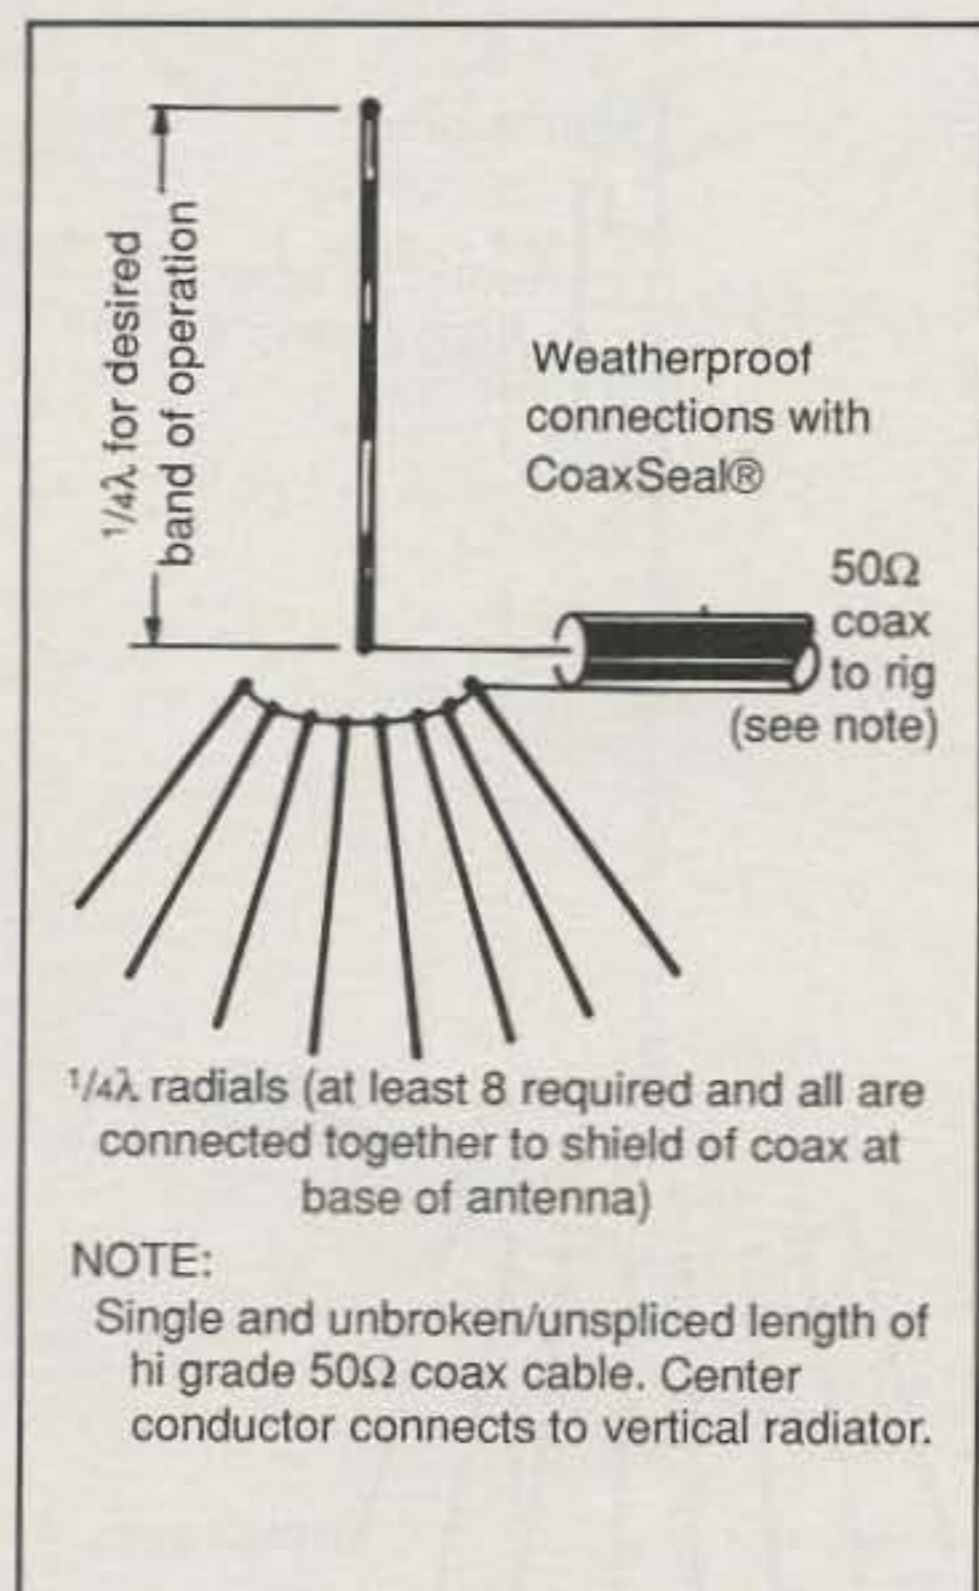 ¹/4λ for desired
band of operation
Weatherproof
connections with
CoaxSeal®
50Ω
coax
to rig
(see note)
¹/4λ radials (at least 8 required and all are
connected together to shield of coax at
base of antenna)
NOTE:
Single and unbroken/unspliced length of
hi grade 50Ω coax cable. Center
conductor connects to vertical radiator.